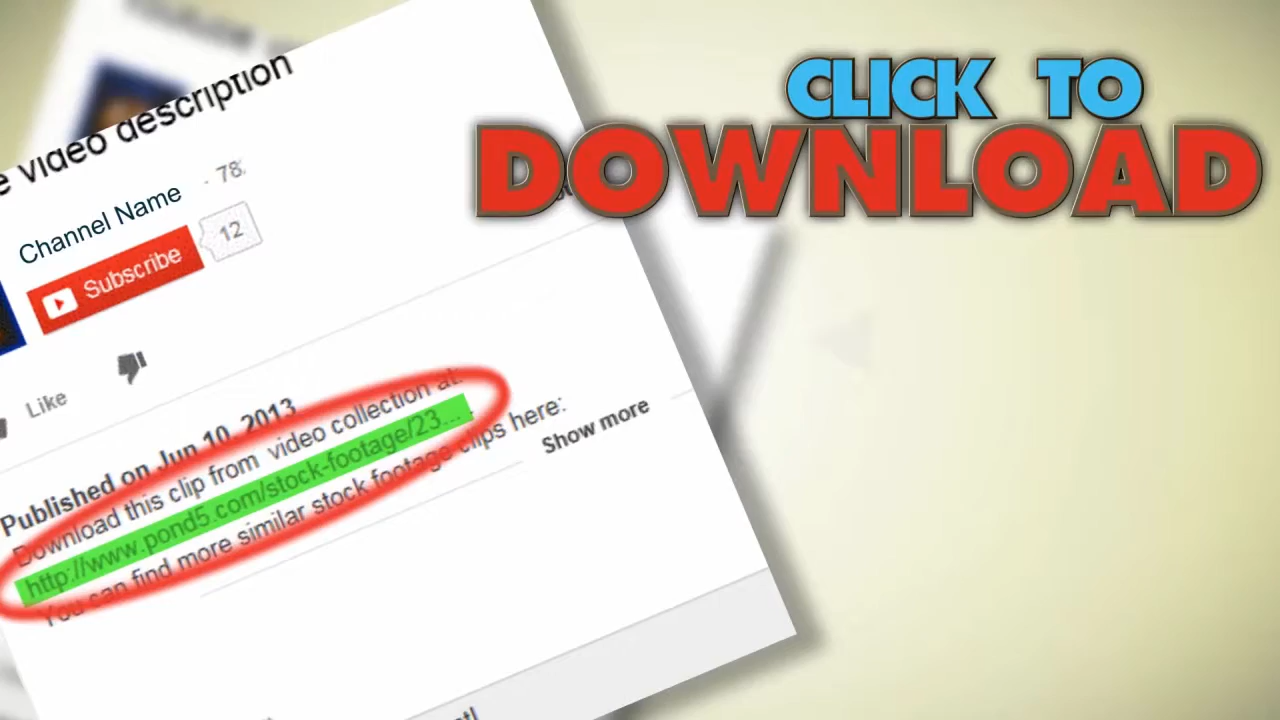 CLICK TO
DOWNLOAD
e video description
Channel Name
Subscribe
12
Like
Published on Jun 10, 2013
Download this clip from video collection at:
http://www.pond5.com/stock-footage/23...
You can find more similar stock footage clips here:
Show more